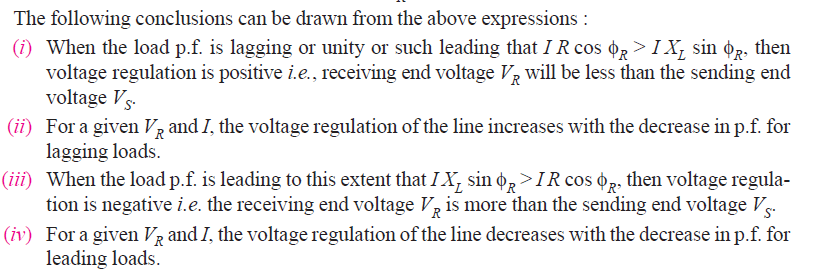 The following conclusions can be drawn from the above expressions :
(i) When the load p.f. is lagging or unity or such leading that I R cos ϕR > I XL sin ϕR, then
voltage regulation is positive i.e., receiving end voltage VR will be less than the sending end
voltage VS.
(ii) For a given VR and I, the voltage regulation of the line increases with the decrease in p.f. for
lagging loads.
(iii) When the load p.f. is leading to this extent that I XL sin ϕR > I R cos ϕR, then voltage regula-
tion is negative i.e. the receiving end voltage VR is more than the sending end voltage VS.
(iv) For a given VR and I, the voltage regulation of the line decreases with the decrease in p.f. for
leading loads.